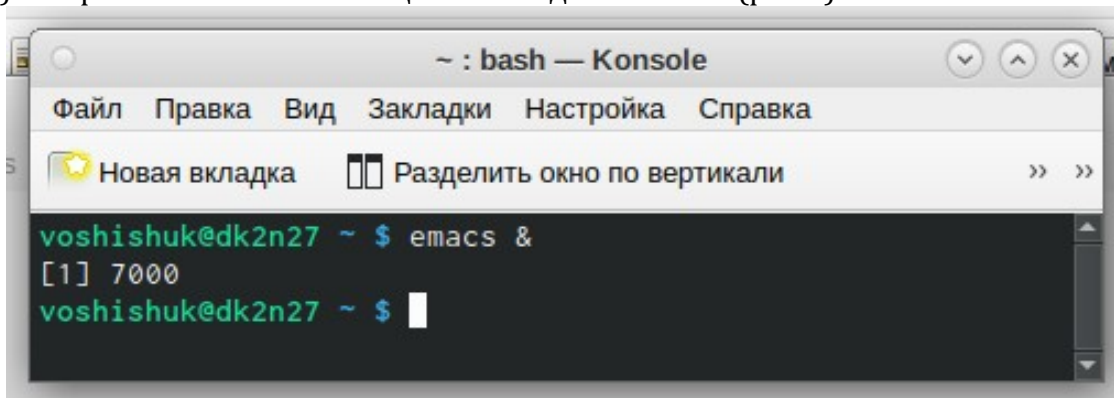 ~ : bash — Konsole
Файл Правка Вид Закладки Настройка Справка
Новая вкладка Разделить окно по вертикали
voshishuk@dk2n27 ~ $ emacs &
[1] 7000
voshishuk@dk2n27 ~ $